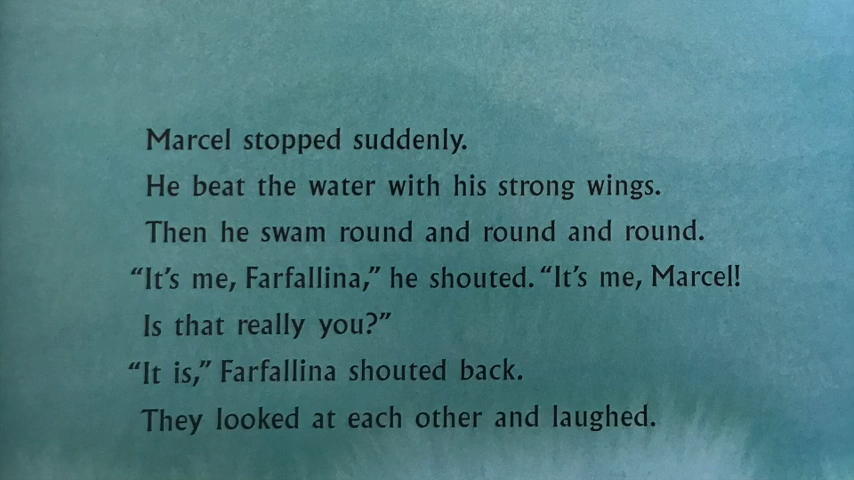 Marcel stopped suddenly.
He beat the water with his strong wings.
Then he swam round and round and round.
“It’s me, Farfallina,” he shouted. “It’s me, Marcel!
Is that really you?”
“It is,” Farfallina shouted back.
They looked at each other and laughed.